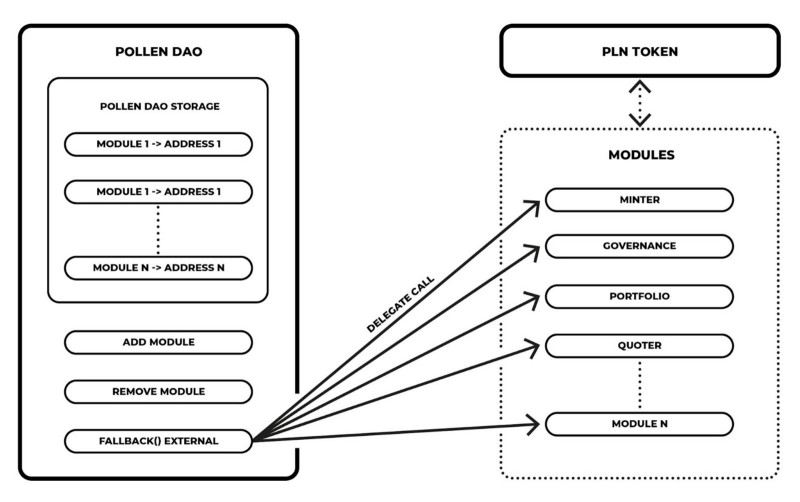 POLLEN DAO
POLLEN DAO STORAGE
MODULE 1 -> ADDRESS 1
MODULE 1 -> ADDRESS 1
MODULE N -> ADDRESS N
ADD MODULE
REMOVE MODULE
FALLBACK() EXTERNAL
DELEGATE CALL
PLN TOKEN
MODULES
MINTER
GOVERNANCE
PORTFOLIO
QUOTER
MODULE N